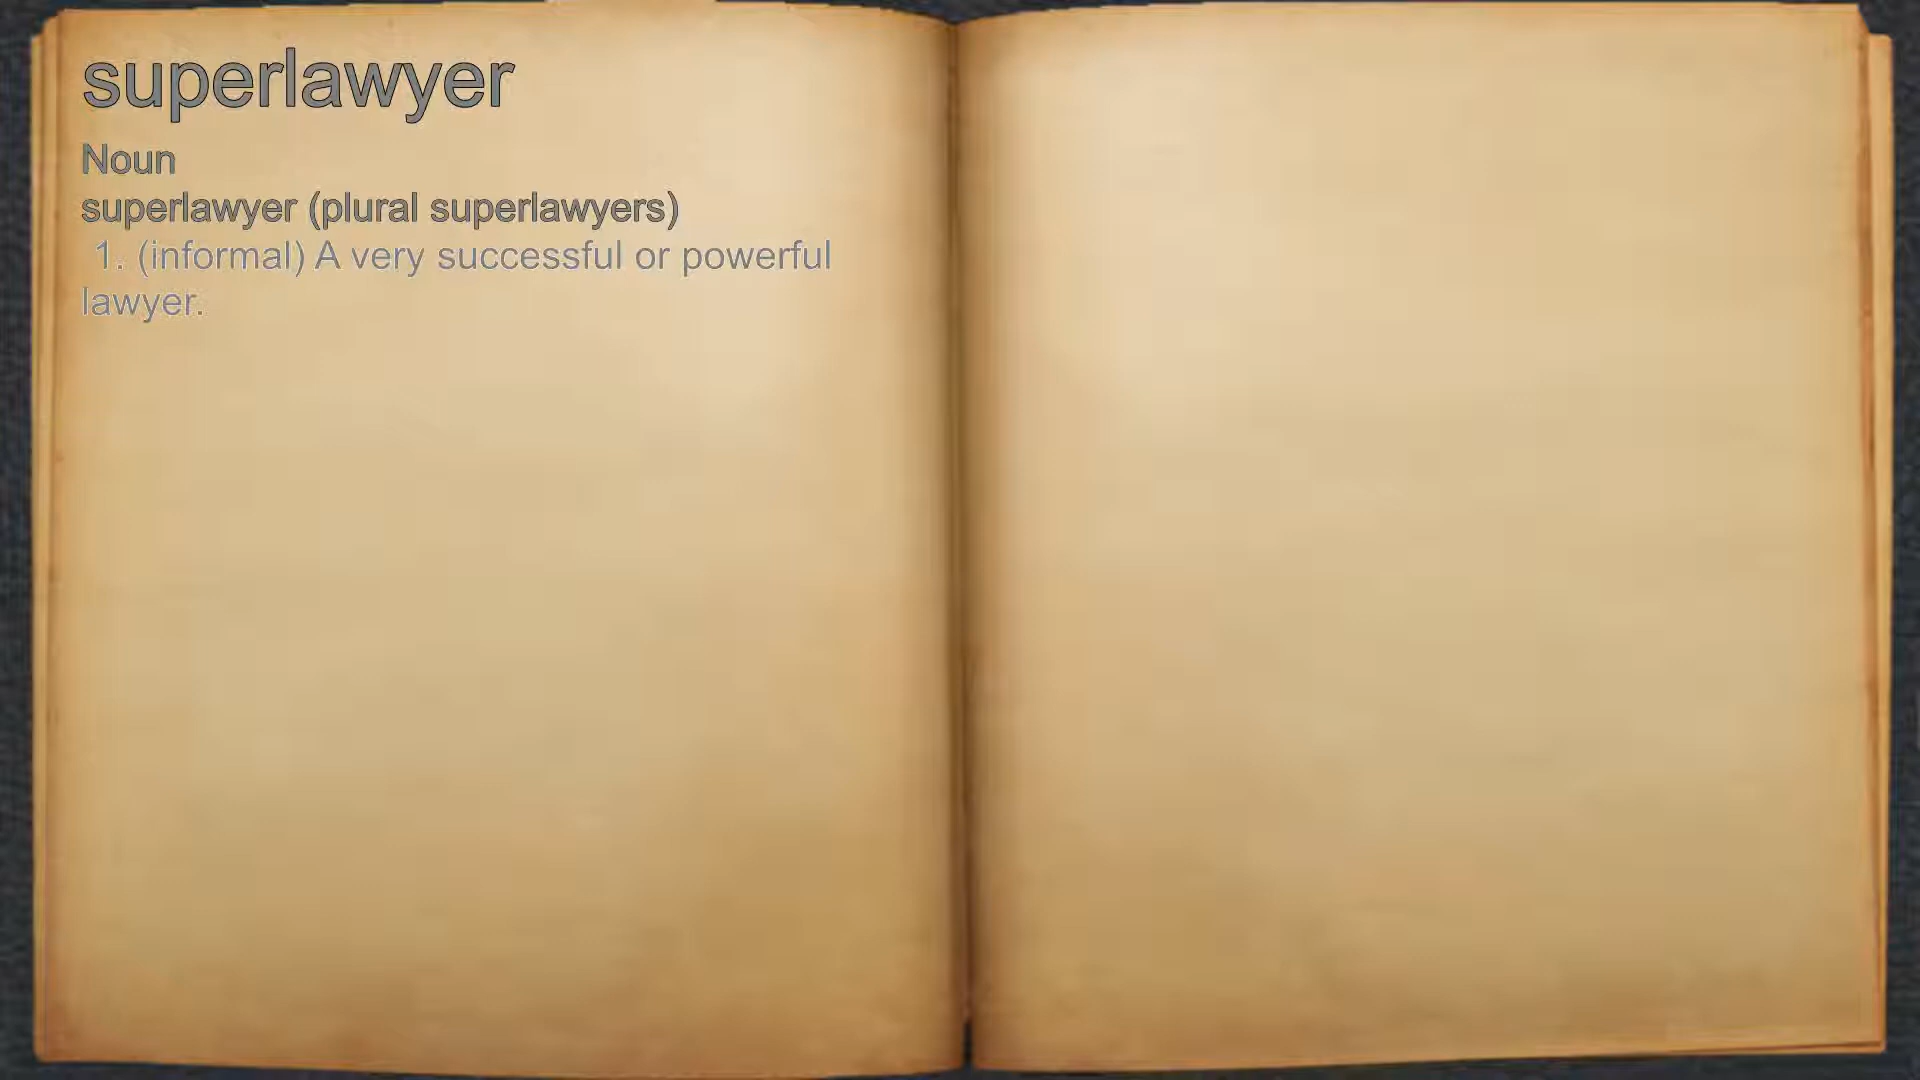 superlawyer
Noun
superlawyer (plural superlawyers)
1. (informal) A very successful or powerful
lawyer.